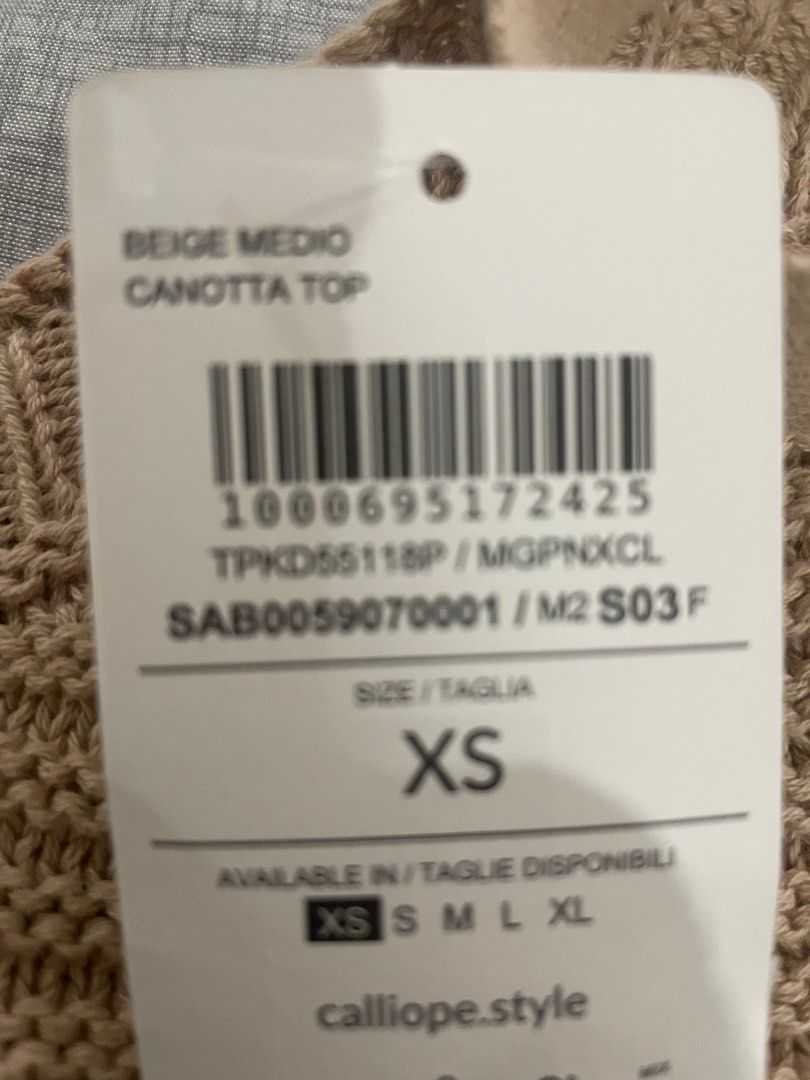 BEIGE MEDIO
CANOTTA TOP
1000695172425
TPKD55118P / MGPNXCL
SAB0059070001 / M2 S03 F
SIZE / TAGLIA
XS
AVAILABLE IN / TAGLIE DISPONIBILI
XS S M L XL
calliope.style